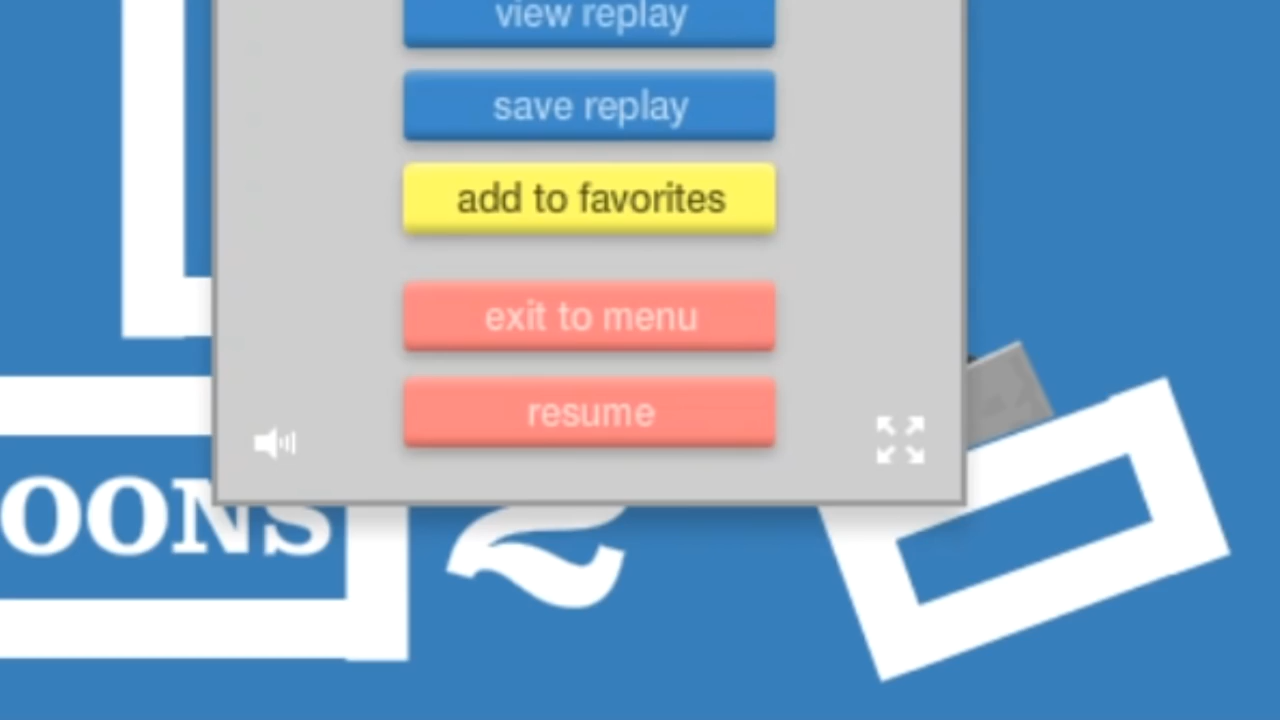 view replay
save replay
add to favorites
exit to menu
resume
OONS 2